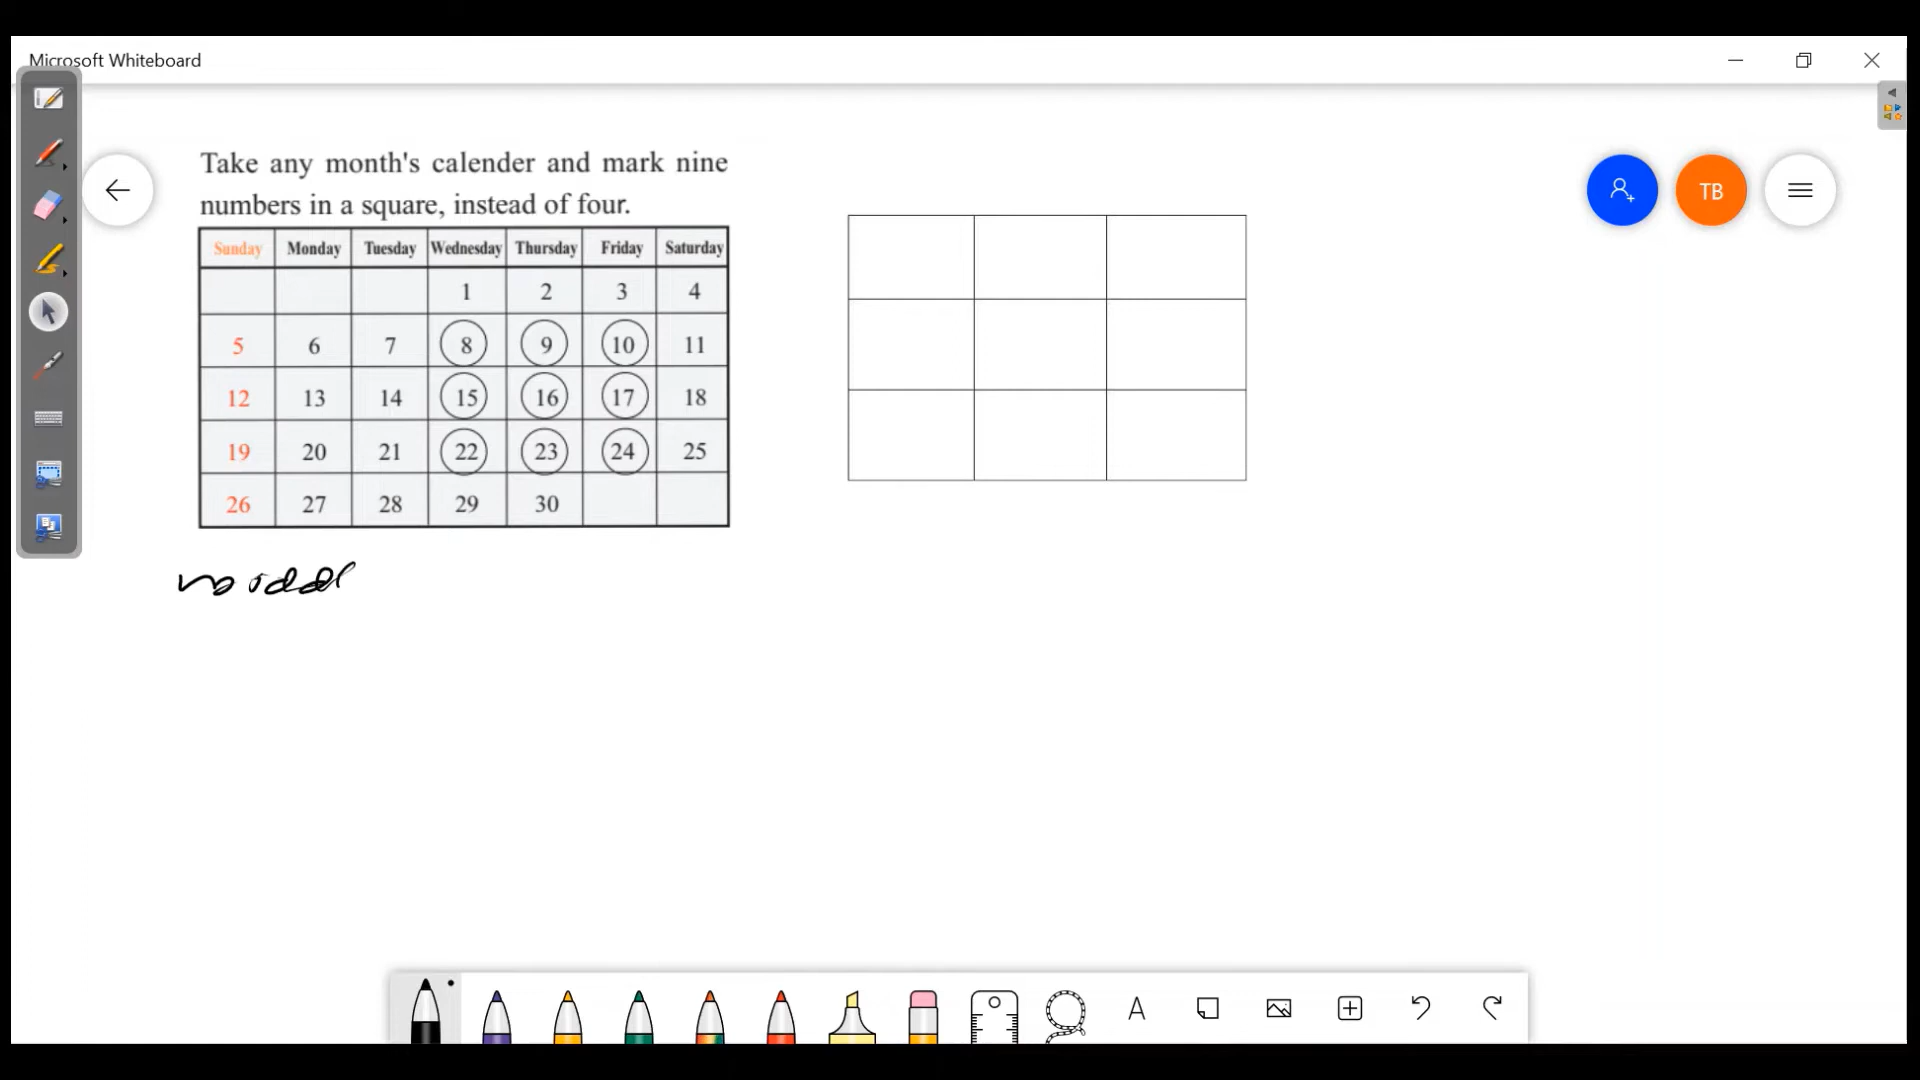 Microsoft Whiteboard
Take any month's calender and mark nine
numbers in a square, instead of four.
TB
Sunday Monday Tuesday Wednesday Thursday Friday Saturday
1 2 3 4
5 6 7 8 9 10 11
12 13 14 15 16 17 18
19 20 21 22 23 24 25
26 27 28 29 30
A